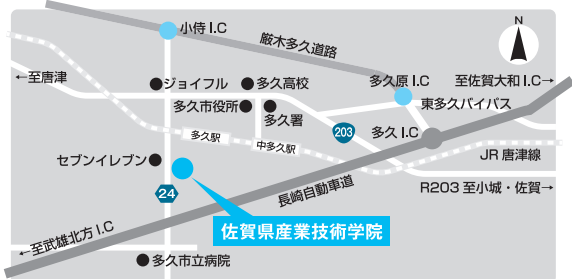 小侍 I.C
N
厳木多久道路
←至唐津
ジョイフル
多久高校
多久原 I.C
至佐賀大和 I.C→
多久市役所
多久署
東多久バイパス
203
多久 I.C
多久駅
中多久駅
JR 唐津線
セブンイレブン
24
長崎自動車道
R203 至小城・佐賀→
佐賀県産業技術学院
←至武雄北方 I.C
多久市立病院